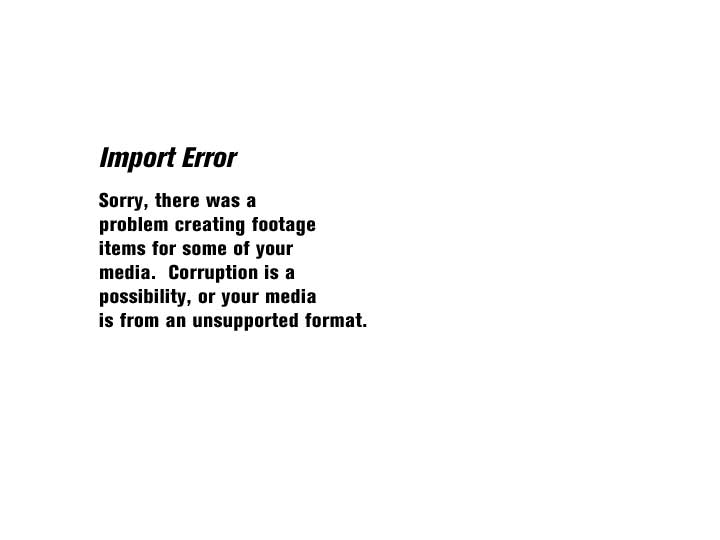 Import Error
Sorry, there was a
problem creating footage
items for some of your
media.  Corruption is a
possibility, or your media
is from an unsupported format.